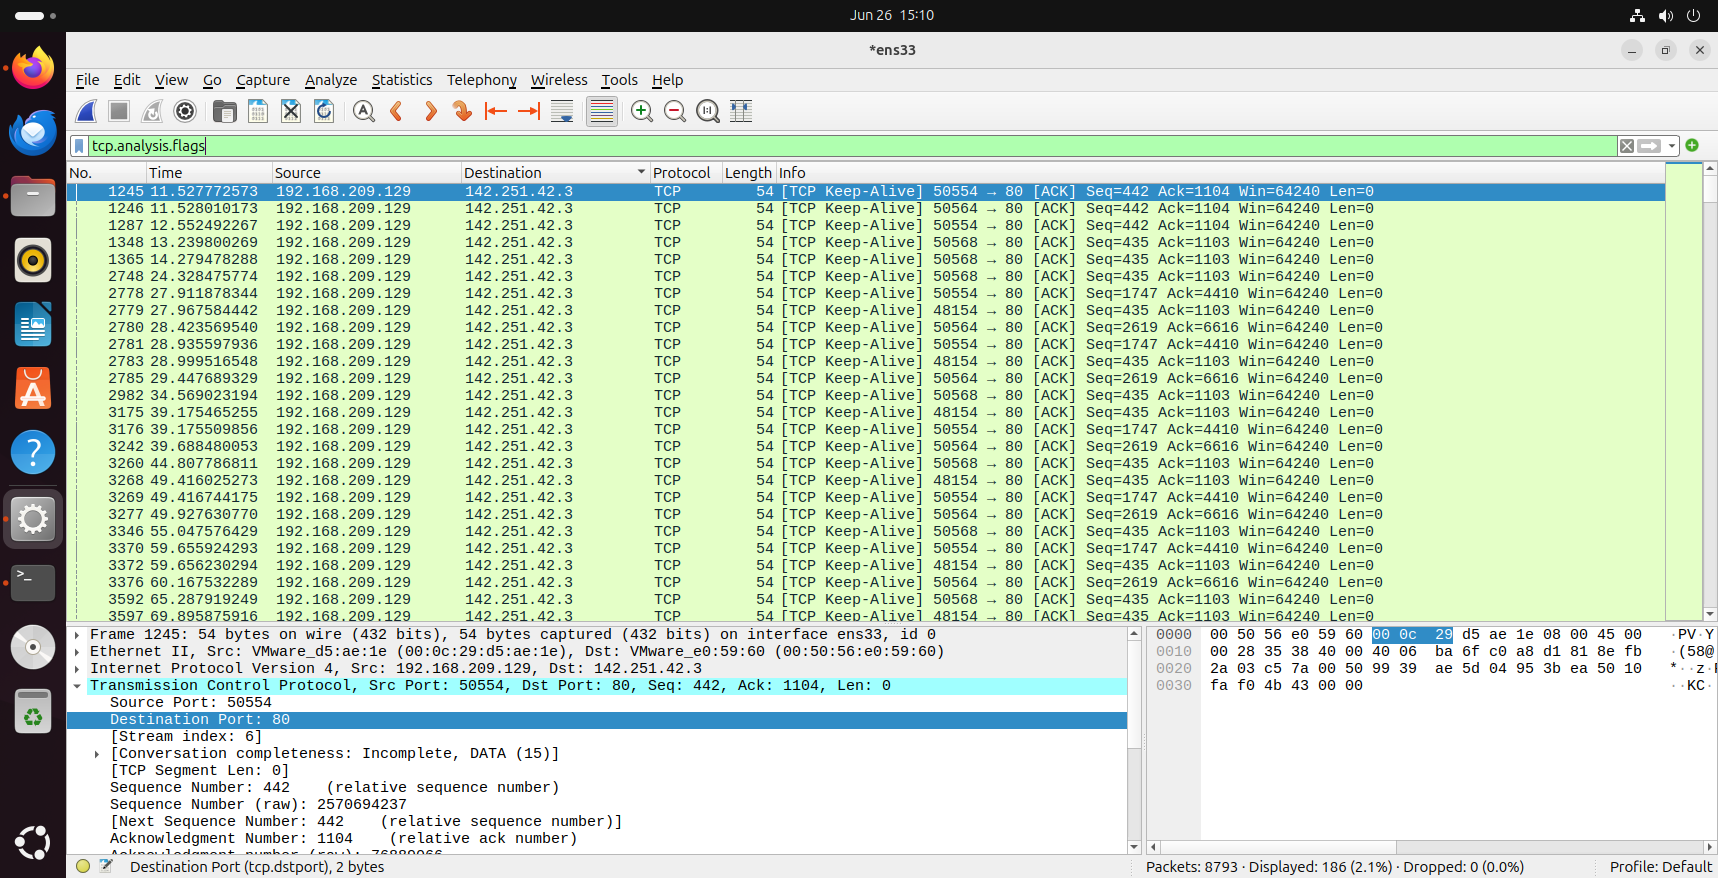 Jun 26 15:10
*ens33
File Edit View Go Capture Analyze Statistics Telephony Wireless Tools Help
tcp.analysis.flags
No. Time Source Destination Protocol Length Info
1245 11.527772573 192.168.209.129 142.251.42.3 TCP 54 [TCP Keep-Alive] 50554 → 80 [ACK] Seq=442 Ack=1104 Win=64240 Len=0
1246 11.528010173 192.168.209.129 142.251.42.3 TCP 54 [TCP Keep-Alive] 50564 → 80 [ACK] Seq=442 Ack=1104 Win=64240 Len=0
1287 12.552492267 192.168.209.129 142.251.42.3 TCP 54 [TCP Keep-Alive] 50554 → 80 [ACK] Seq=442 Ack=1104 Win=64240 Len=0
1348 13.239800269 192.168.209.129 142.251.42.3 TCP 54 [TCP Keep-Alive] 50568 → 80 [ACK] Seq=435 Ack=1103 Win=64240 Len=0
1365 14.279478288 192.168.209.129 142.251.42.3 TCP 54 [TCP Keep-Alive] 50568 → 80 [ACK] Seq=435 Ack=1103 Win=64240 Len=0
2748 24.328475774 192.168.209.129 142.251.42.3 TCP 54 [TCP Keep-Alive] 50568 → 80 [ACK] Seq=435 Ack=1103 Win=64240 Len=0
2778 27.911878344 192.168.209.129 142.251.42.3 TCP 54 [TCP Keep-Alive] 50554 → 80 [ACK] Seq=1747 Ack=4410 Win=64240 Len=0
2779 27.967584442 192.168.209.129 142.251.42.3 TCP 54 [TCP Keep-Alive] 48154 → 80 [ACK] Seq=435 Ack=1103 Win=64240 Len=0
2780 28.423569540 192.168.209.129 142.251.42.3 TCP 54 [TCP Keep-Alive] 50564 → 80 [ACK] Seq=2619 Ack=6616 Win=64240 Len=0
2781 28.935597936 192.168.209.129 142.251.42.3 TCP 54 [TCP Keep-Alive] 50554 → 80 [ACK] Seq=1747 Ack=4410 Win=64240 Len=0
2783 28.999516548 192.168.209.129 142.251.42.3 TCP 54 [TCP Keep-Alive] 48154 → 80 [ACK] Seq=435 Ack=1103 Win=64240 Len=0
2785 29.447689329 192.168.209.129 142.251.42.3 TCP 54 [TCP Keep-Alive] 50564 → 80 [ACK] Seq=2619 Ack=6616 Win=64240 Len=0
2982 34.569023194 192.168.209.129 142.251.42.3 TCP 54 [TCP Keep-Alive] 50568 → 80 [ACK] Seq=435 Ack=1103 Win=64240 Len=0
3175 39.175465255 192.168.209.129 142.251.42.3 TCP 54 [TCP Keep-Alive] 48154 → 80 [ACK] Seq=435 Ack=1103 Win=64240 Len=0
3176 39.175509856 192.168.209.129 142.251.42.3 TCP 54 [TCP Keep-Alive] 50554 → 80 [ACK] Seq=1747 Ack=4410 Win=64240 Len=0
3242 39.688480053 192.168.209.129 142.251.42.3 TCP 54 [TCP Keep-Alive] 50564 → 80 [ACK] Seq=2619 Ack=6616 Win=64240 Len=0
3260 44.807786811 192.168.209.129 142.251.42.3 TCP 54 [TCP Keep-Alive] 50568 → 80 [ACK] Seq=435 Ack=1103 Win=64240 Len=0
3268 49.416025273 192.168.209.129 142.251.42.3 TCP 54 [TCP Keep-Alive] 48154 → 80 [ACK] Seq=435 Ack=1103 Win=64240 Len=0
3269 49.416744175 192.168.209.129 142.251.42.3 TCP 54 [TCP Keep-Alive] 50554 → 80 [ACK] Seq=1747 Ack=4410 Win=64240 Len=0
3277 49.927630770 192.168.209.129 142.251.42.3 TCP 54 [TCP Keep-Alive] 50564 → 80 [ACK] Seq=2619 Ack=6616 Win=64240 Len=0
3346 55.047576429 192.168.209.129 142.251.42.3 TCP 54 [TCP Keep-Alive] 50568 → 80 [ACK] Seq=435 Ack=1103 Win=64240 Len=0
3370 59.655924293 192.168.209.129 142.251.42.3 TCP 54 [TCP Keep-Alive] 50554 → 80 [ACK] Seq=1747 Ack=4410 Win=64240 Len=0
3372 59.656230294 192.168.209.129 142.251.42.3 TCP 54 [TCP Keep-Alive] 48154 → 80 [ACK] Seq=435 Ack=1103 Win=64240 Len=0
3376 60.167532289 192.168.209.129 142.251.42.3 TCP 54 [TCP Keep-Alive] 50564 → 80 [ACK] Seq=2619 Ack=6616 Win=64240 Len=0
3592 65.287919249 192.168.209.129 142.251.42.3 TCP 54 [TCP Keep-Alive] 50568 → 80 [ACK] Seq=435 Ack=1103 Win=64240 Len=0
3597 69.895875916 192.168.209.129 142.251.42.3 TCP 54 [TCP Keep-Alive] 48154 → 80 [ACK] Seq=435 Ack=1103 Win=64240 Len=0
Frame 1245: 54 bytes on wire (432 bits), 54 bytes captured (432 bits) on interface ens33, id 0
Ethernet II, Src: VMware_d5:ae:1e (00:0c:29:d5:ae:1e), Dst: VMware_e0:59:60 (00:50:56:e0:59:60)
Internet Protocol Version 4, Src: 192.168.209.129, Dst: 142.251.42.3
Transmission Control Protocol, Src Port: 50554, Dst Port: 80, Seq: 442, Ack: 1104, Len: 0
Source Port: 50554
Destination Port: 80
[Stream index: 6]
[Conversation completeness: Incomplete, DATA (15)]
[TCP Segment Len: 0]
Sequence Number: 442 (relative sequence number)
Sequence Number (raw): 2570694237
[Next Sequence Number: 442 (relative sequence number)]
Acknowledgment Number: 1104 (relative ack number)
0000 00 50 56 e0 59 60 00 0c 29 d5 ae 1e 08 00 45 00 ·PV·Y
0010 00 28 35 38 40 00 40 06 ba 6f c0 a8 d1 81 8e fb ·(58@
0020 2a 03 c5 7a 00 50 99 39 ae 5d 04 95 3b ea 50 10 *··z·
0030 fa f0 4b 43 00 00 ··KC·
Destination Port (tcp.dstport), 2 bytes
Packets: 8793 · Displayed: 186 (2.1%) · Dropped: 0 (0.0%)
Profile: Default